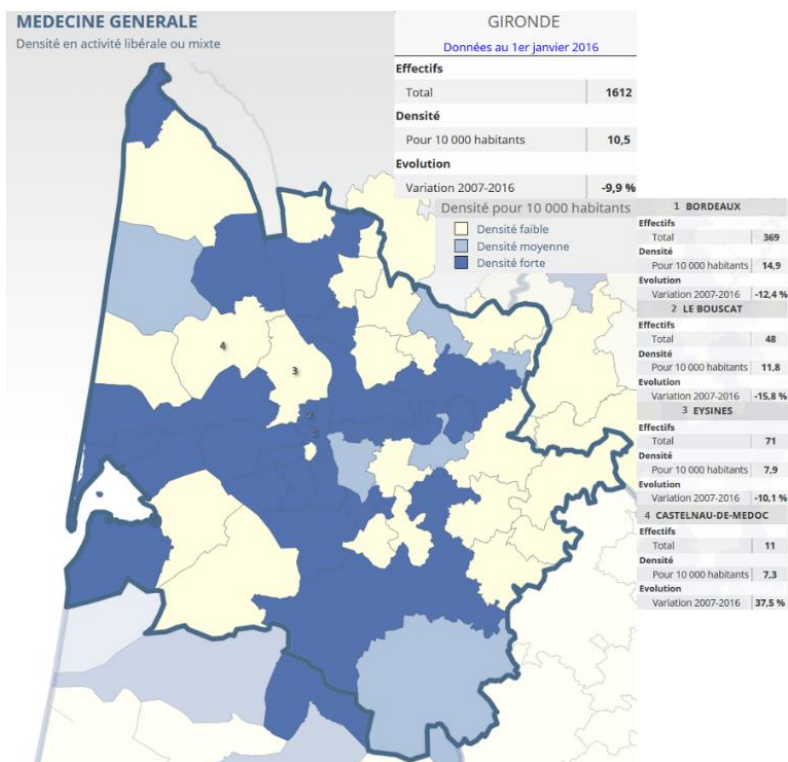 MEDECINE GENERALE
Densité en activité libérale ou mixte
GIRONDE
Données au 1er janvier 2016
Effectifs
Total 1612
Densité
Pour 10 000 habitants 10,5
Evolution
Variation 2007-2016 -9,9 %
Densité pour 10 000 habitants
Densité faible
Densité moyenne
Densité forte
1 BORDEAUX
Effectifs
Total 369
Densité
Pour 10 000 habitants 14,9
Evolution
Variation 2007-2016 -12,4 %
2 LE BOUSCAT
Effectifs
Total 48
Densité
Pour 10 000 habitants 11,8
Evolution
Variation 2007-2016 -15,8 %
3 EYSINES
Effectifs
Total 71
Densité
Pour 10 000 habitants 7,9
Evolution
Variation 2007-2016 -10,1 %
4 CASTELNAU-DE-MEDOC
Effectifs
Total 11
Densité
Pour 10 000 habitants 7,3
Evolution
Variation 2007-2016 37,5 %
4
3
2
1